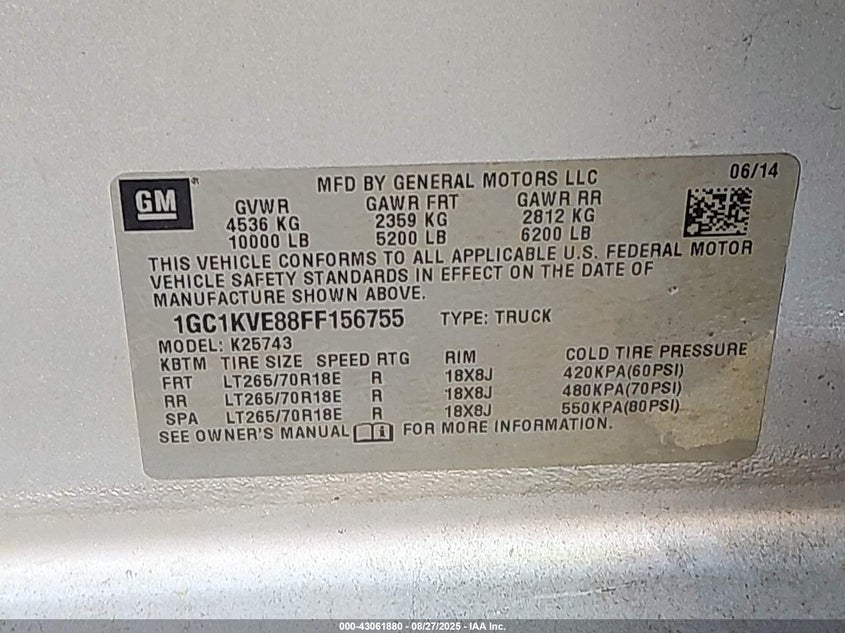 GM
MFD BY GENERAL MOTORS LLC 06/14
GVWR GAWR FRT GAWR RR
4536 KG 2359 KG 2812 KG
10000 LB 5200 LB 6200 LB
THIS VEHICLE CONFORMS TO ALL APPLICABLE U.S. FEDERAL MOTOR
VEHICLE SAFETY STANDARDS IN EFFECT ON THE DATE OF
MANUFACTURE SHOWN ABOVE.
1GC1KVE88FF156755 TYPE: TRUCK
MODEL: K25743
KBTM TIRE SIZE SPEED RTG RIM COLD TIRE PRESSURE
FRT LT265/70R18E R 18X8J 420KPA(60PSI)
RR LT265/70R18E R 18X8J 480KPA(70PSI)
SPA LT265/70R18E R 18X8J 550KPA(80PSI)
SEE OWNER'S MANUAL FOR MORE INFORMATION.
000-43061880 - 08/27/2025 - IAA Inc.